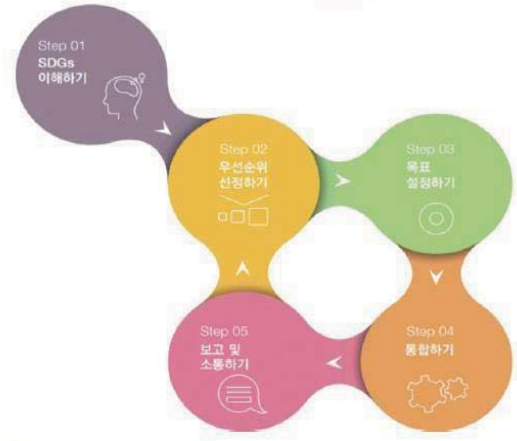 Step 01
SDGs
이해하기
Step 02
우선순위
선정하기
Step 03
목표
설정하기
Step 04
통합하기
Step 05
보고 및
소통하기